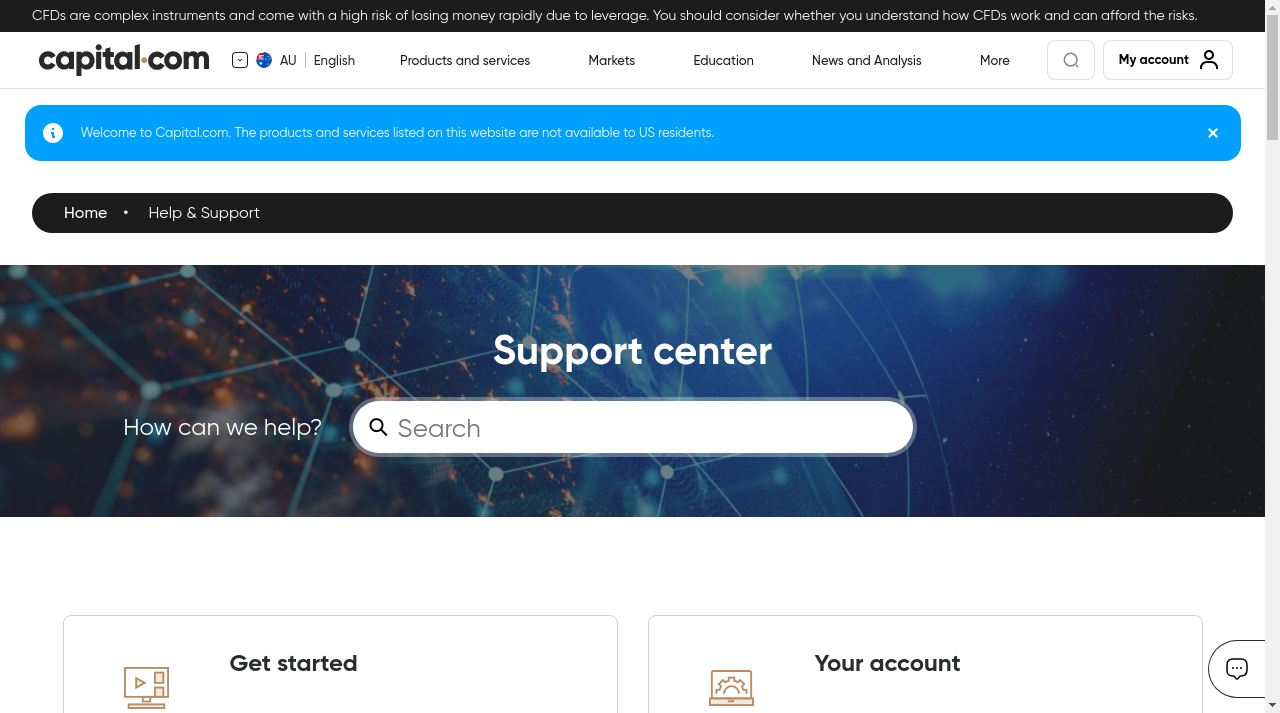 CFDs are complex instruments and come with a high risk of losing money rapidly due to leverage. You should consider whether you understand how CFDs work and can afford the risks.
capital.com AU English Products and services Markets Education News and Analysis More My account
Welcome to Capital.com. The products and services listed on this website are not available to US residents.
Home • Help & Support
Support center
How can we help? Search
Get started Your account